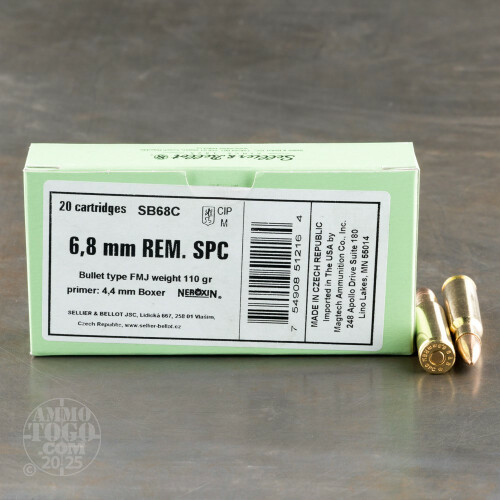 Sellier & Bellot®
20 cartridges SB68C CIP
M
6,8 mm REM. SPC
Bullet type FMJ weight 110 gr
primer: 4,4 mm Boxer NEROXIN.
SELLIER & BELLOT JSC, Lidická 667, 258 01 Vlašim,
Czech Republic, www.sellier-bellot.cz
7 54908 51216 4
MADE IN CZECH REPUBLIC
Imported in The USA by
Magtech Ammunition Co., Inc.
248 Apollo Drive Suite 180
Lino Lakes, MN 55014
AMMO
TOGO
.COM
© 20,25